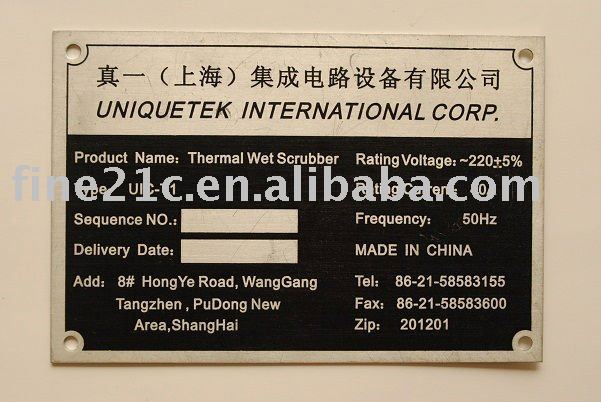 真一（上海）集成电路设备有限公司
UNIQUETEK INTERNATIONAL CORP.
Product Name: Thermal Wet Scrubber Rating Voltage: ~220±5%
Type: Rating Current:
fine21c.en.alibaba.com
Sequence NO.: Frequency: 50Hz
Delivery Date: MADE IN CHINA
Add: 8# HongYe Road, WangGang Tel: 86-21-58583155
Tangzhen , PuDong New Fax: 86-21-58583600
Area,ShangHai Zip: 201201